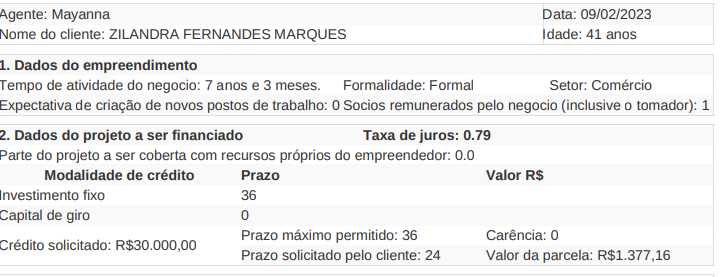 Agente: Mayanna Data: 09/02/2023
Nome do cliente: ZILANDRA FERNANDES MARQUES Idade: 41 anos
1. Dados do empreendimento
Tempo de atividade do negocio: 7 anos e 3 meses. Formalidade: Formal Setor: Comércio
Expectativa de criação de novos postos de trabalho: 0 Socios remunerados pelo negocio (inclusive o tomador): 1
2. Dados do projeto a ser financiado Taxa de juros: 0.79
Parte do projeto a ser coberta com recursos próprios do empreendedor: 0.0
Modalidade de crédito Prazo Valor R$
Investimento fixo 36
Capital de giro 0
Crédito solicitado: R$30.000,00
Prazo máximo permitido: 36 Carência: 0
Prazo solicitado pelo cliente: 24 Valor da parcela: R$1.377,16